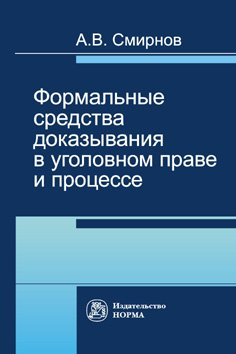 А.В. Смирнов
Формальные
средства
доказывания
в уголовном праве
и процессе
Издательство
НОРМА